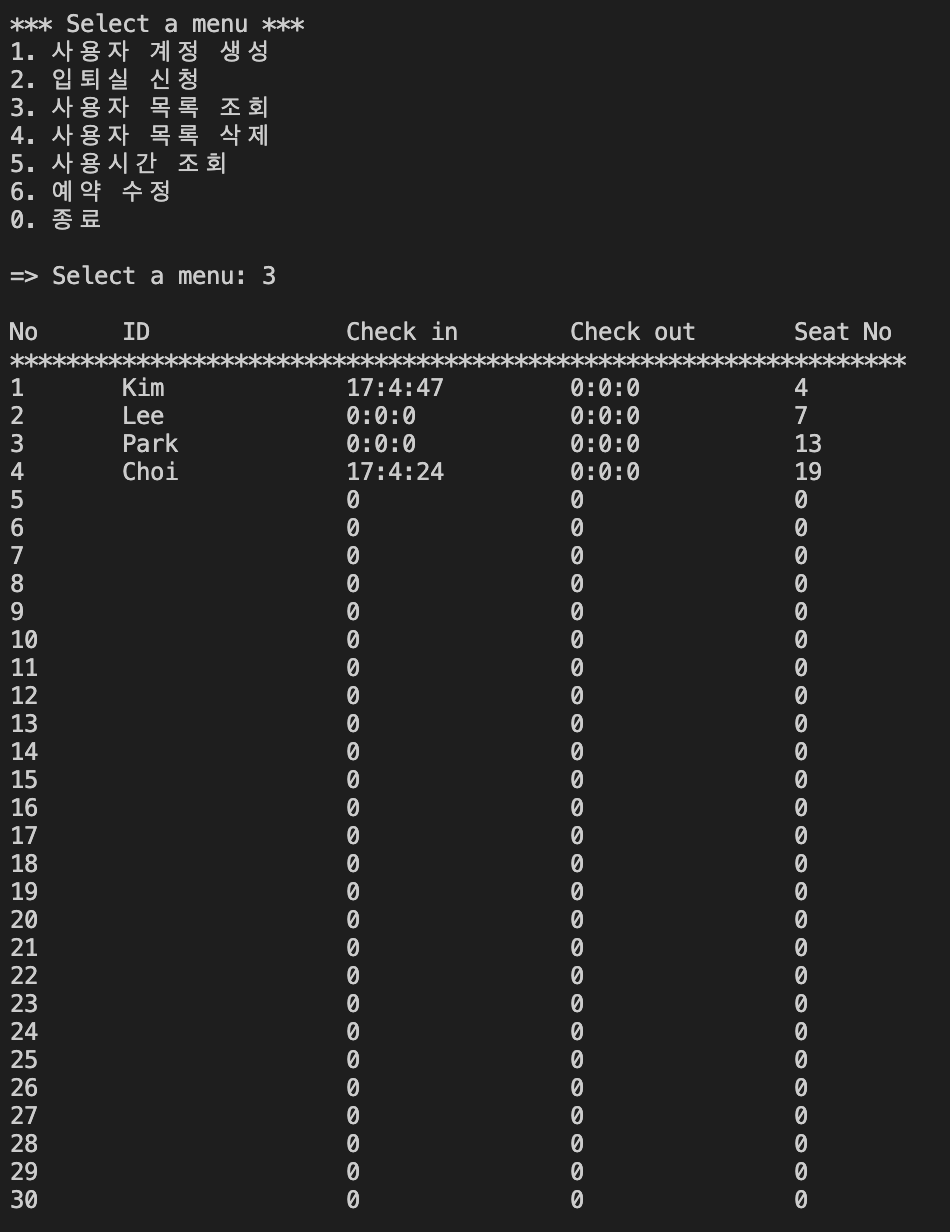 *** Select a menu ***
1. 사용자 계정 생성
2. 입퇴실 신청
3. 사용자 목록 조회
4. 사용자 목록 삭제
5. 사용시간 조회
6. 예약 수정
0. 종료
=> Select a menu: 3
No ID Check in Check out Seat No
****************************************************************
1 Kim 17:4:47 0:0:0 4
2 Lee 0:0:0 0:0:0 7
3 Park 0:0:0 0:0:0 13
4 Choi 17:4:24 0:0:0 19
5 0 0 0
6 0 0 0
7 0 0 0
8 0 0 0
9 0 0 0
10 0 0 0
11 0 0 0
12 0 0 0
13 0 0 0
14 0 0 0
15 0 0 0
16 0 0 0
17 0 0 0
18 0 0 0
19 0 0 0
20 0 0 0
21 0 0 0
22 0 0 0
23 0 0 0
24 0 0 0
25 0 0 0
26 0 0 0
27 0 0 0
28 0 0 0
29 0 0 0
30 0 0 0